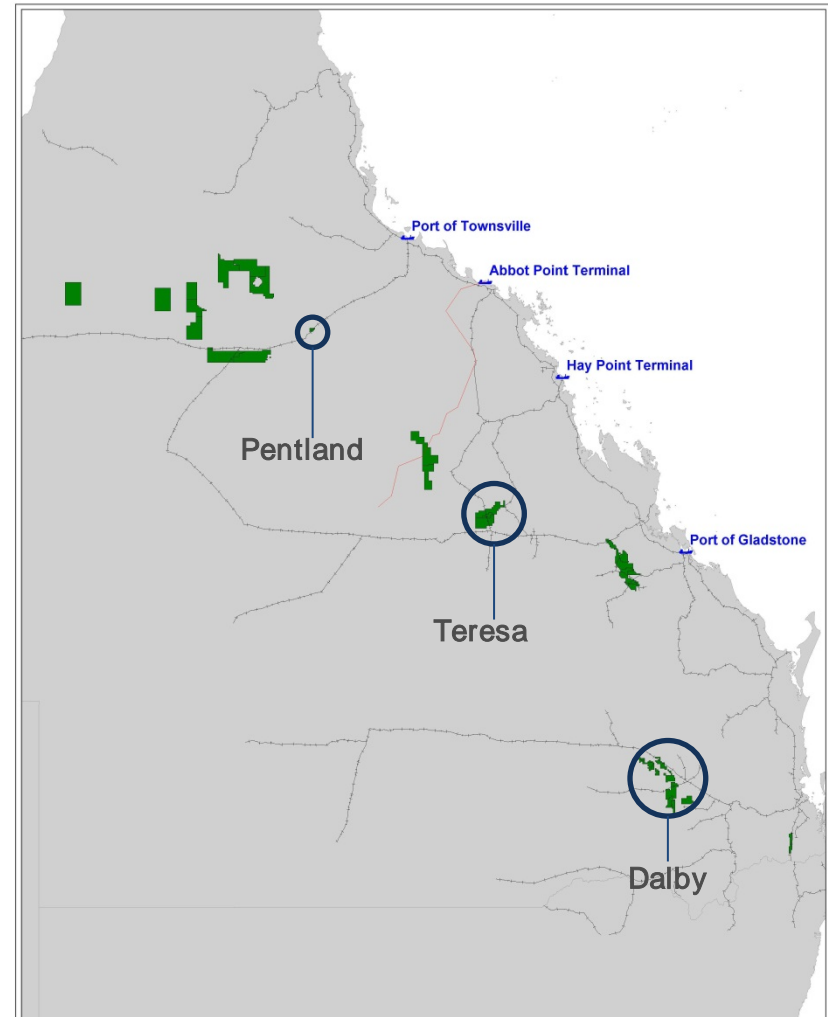 Port of Townsville
Abbot Point Terminal
Hay Point Terminal
Pentland
Port of Gladstone
Teresa
Dalby